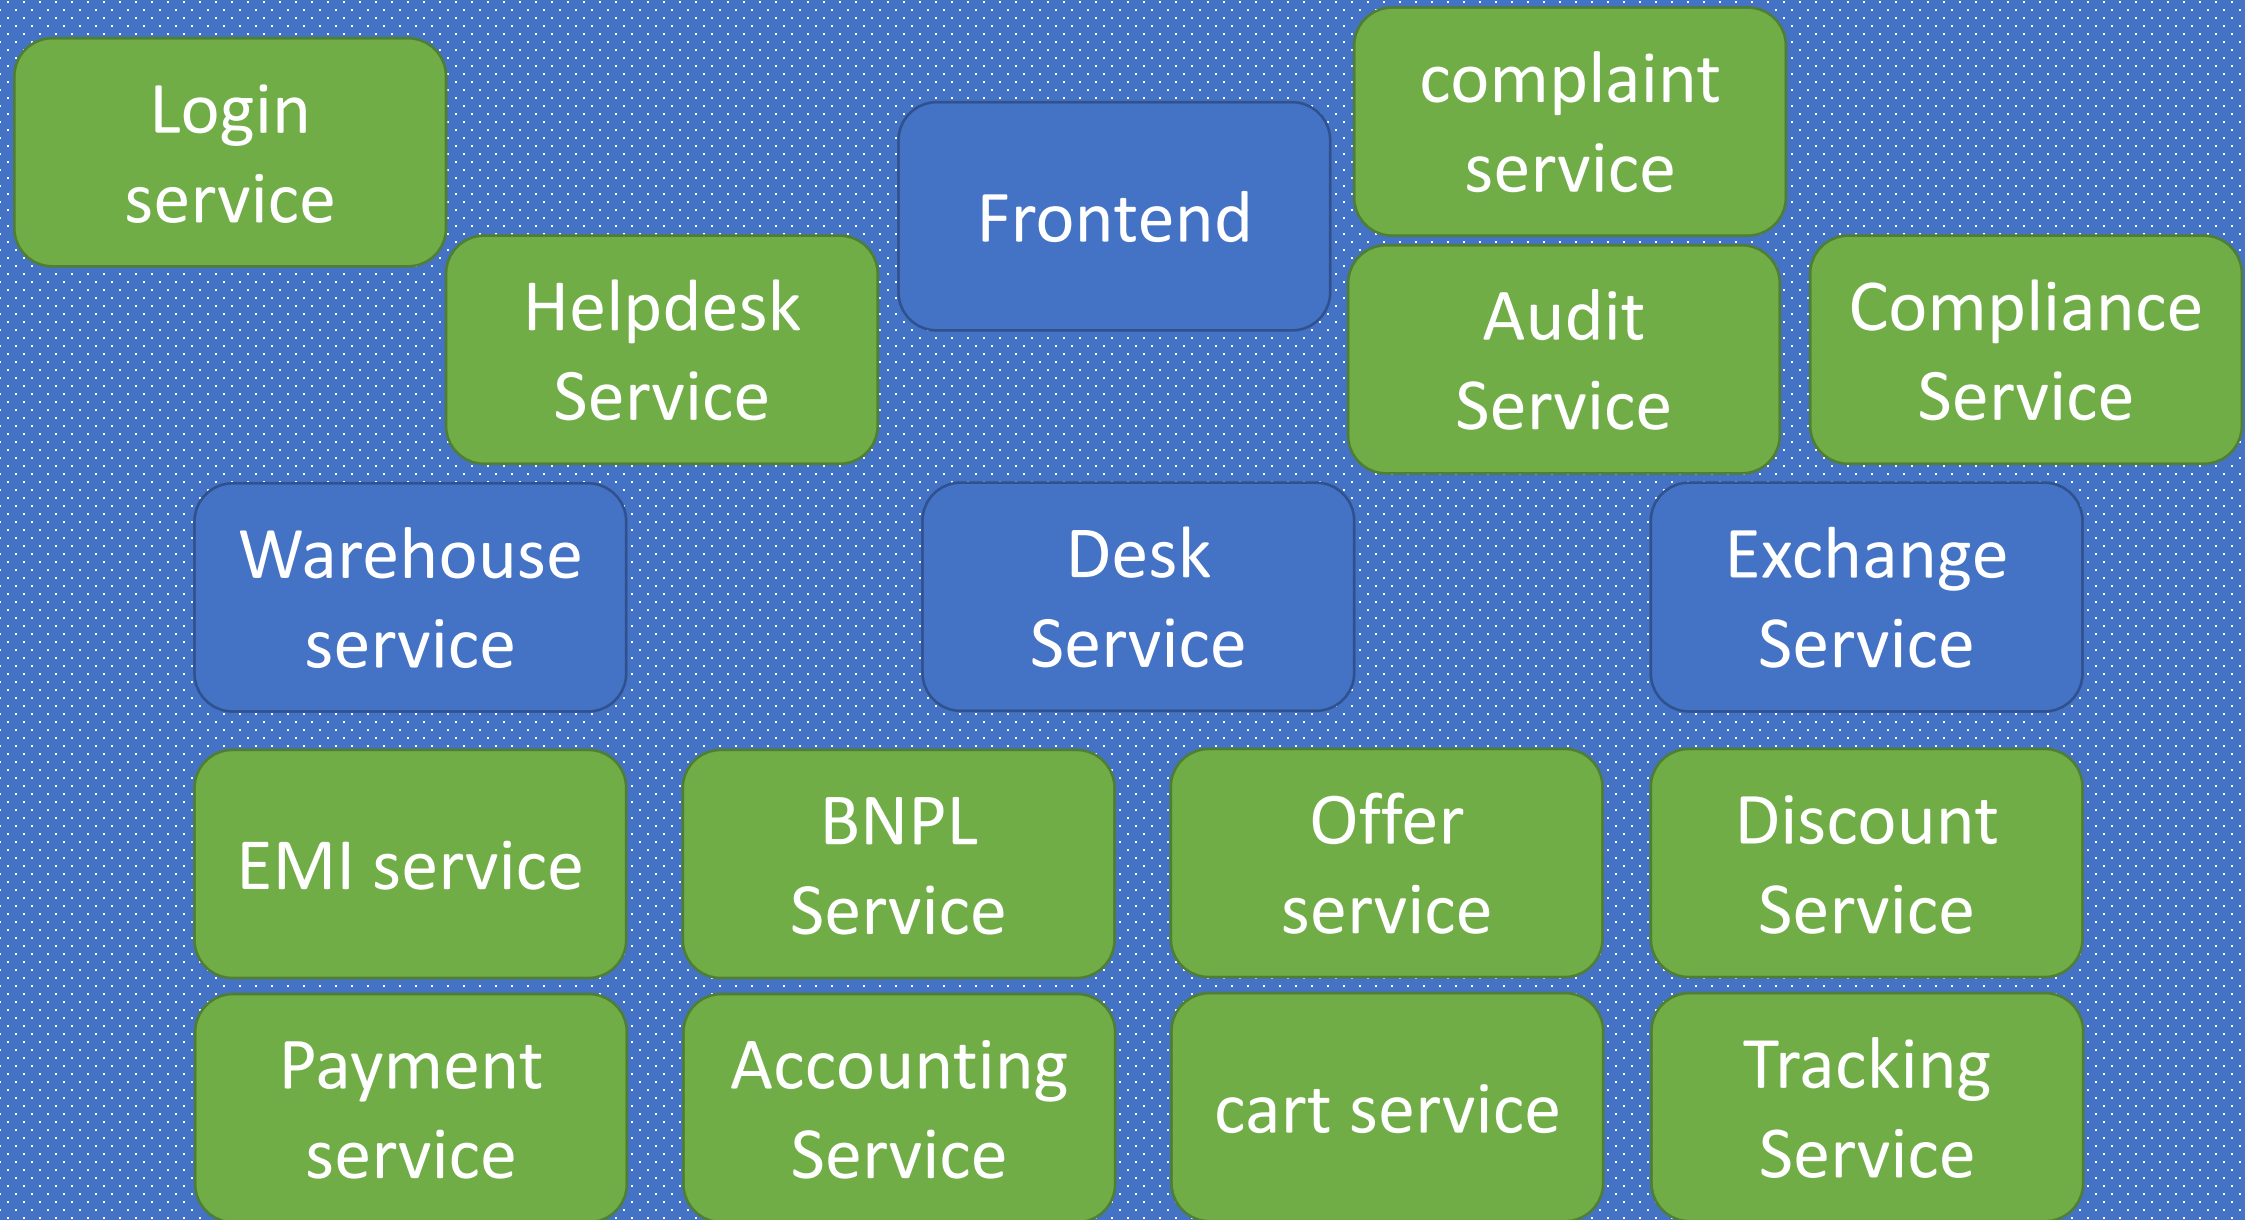 Login
service
Helpdesk
Service
Frontend
complaint
service
Audit
Service
Compliance
Service
Warehouse
service
Desk
Service
Exchange
Service
EMI service
BNPL
Service
Offer
service
Discount
Service
Payment
service
Accounting
Service
cart service
Tracking
Service